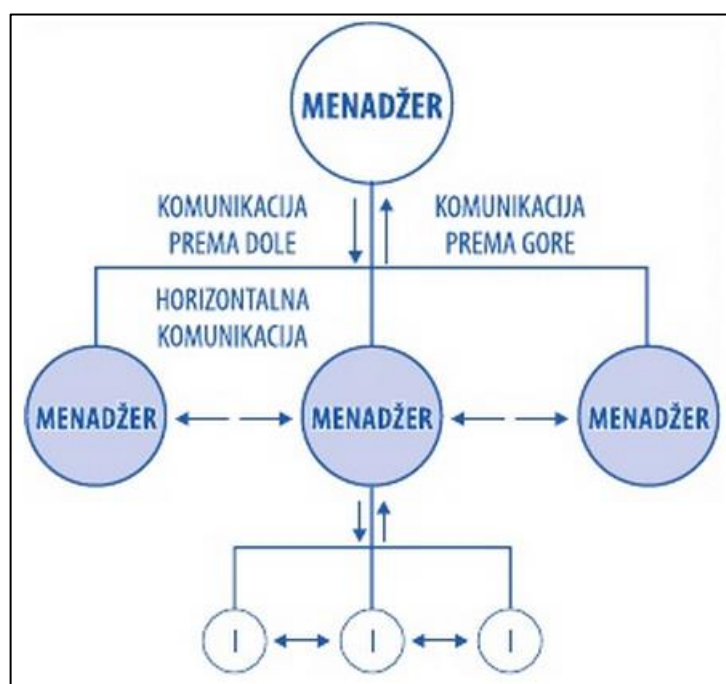 MENADŽER
KOMUNIKACIJA
PREMA DOLE
KOMUNIKACIJA
PREMA GORE
HORIZONTALNA
KOMUNIKACIJA
MENADŽER
MENADŽER
MENADŽER
I
I
I